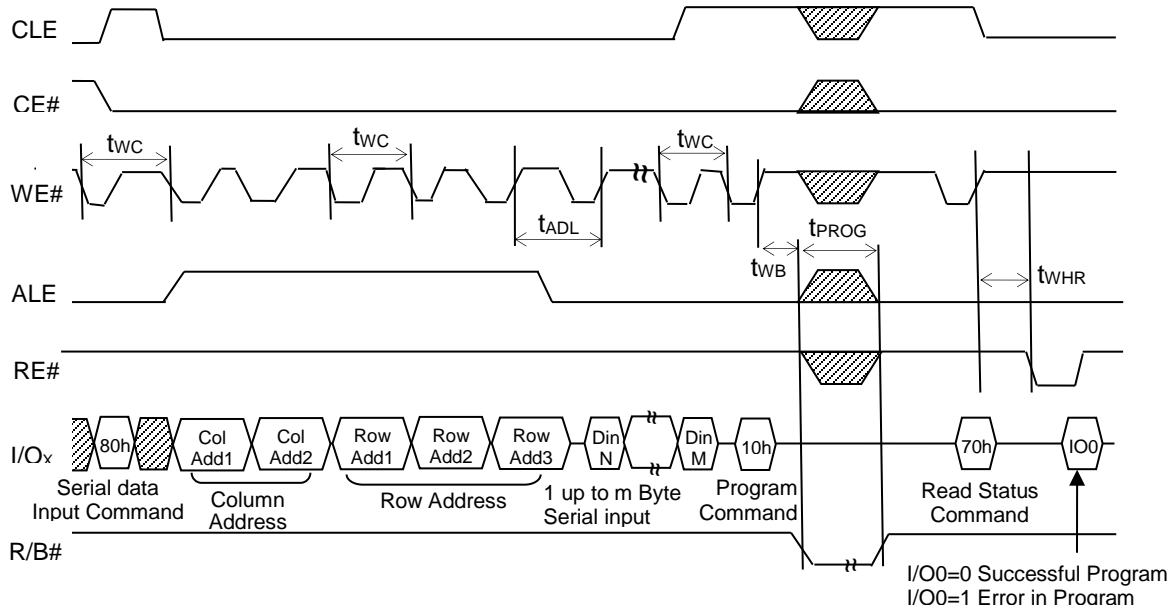 CLE
CE#
tWC
tWC
tWC
WE#
tADL
tPROG
tWB
ALE
tWHR
RE#
I/Ox
80h
Col
Add1
Col
Add2
Row
Add1
Row
Add2
Row
Add3
Din
N
Din
M
10h
70h
IO0
Serial data
Input Command
Column
Address
Row Address
1 up to m Byte
Serial input
Program
Command
Read Status
Command
R/B#
I/O0=0 Successful Program
I/O0=1 Error in Program